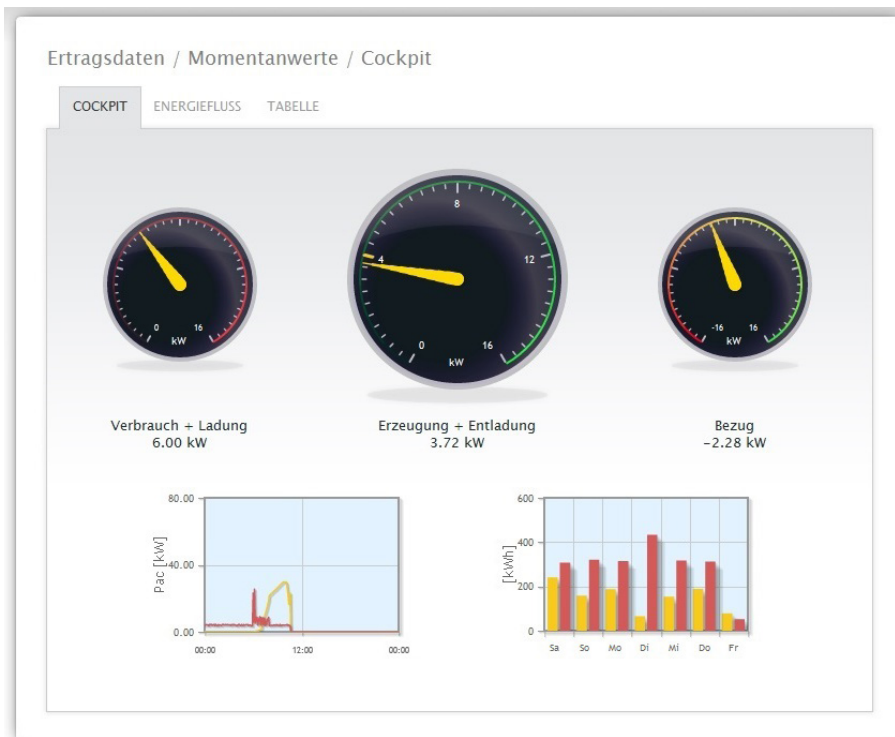 Ertragsdaten / Momentanwerte / Cockpit
COCKPIT ENERGIEFLUSS TABELLE
0 16
kW
4 8 12
0 16
kW
-16 16
kW
Verbrauch + Ladung
6.00 kW
Erzeugung + Entladung
3.72 kW
Bezug
-2.28 kW
80.00
40.00
0.00
Pac [kW]
00:00 12:00 00:00
600
400
200
0
[kWh]
Sa So Mo Di Mi Do Fr